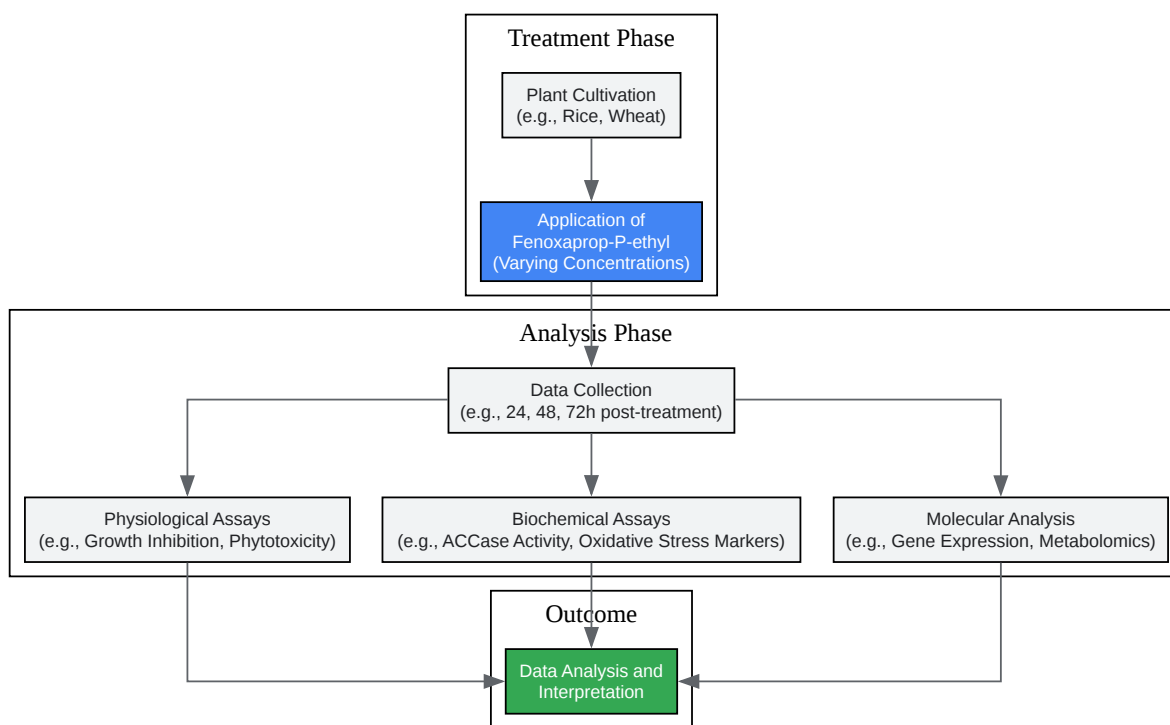 Treatment Phase
Plant Cultivation
(e.g., Rice, Wheat)
Application of
Fenoxaprop-P-ethyl
(Varying Concentrations)
Analysis Phase
Data Collection
(e.g., 24, 48, 72h post-treatment)
Physiological Assays
(e.g., Growth Inhibition, Phytotoxicity)
Biochemical Assays
(e.g., ACCase Activity, Oxidative Stress Markers)
Molecular Analysis
(e.g., Gene Expression, Metabolomics)
Outcome
Data Analysis and
Interpretation